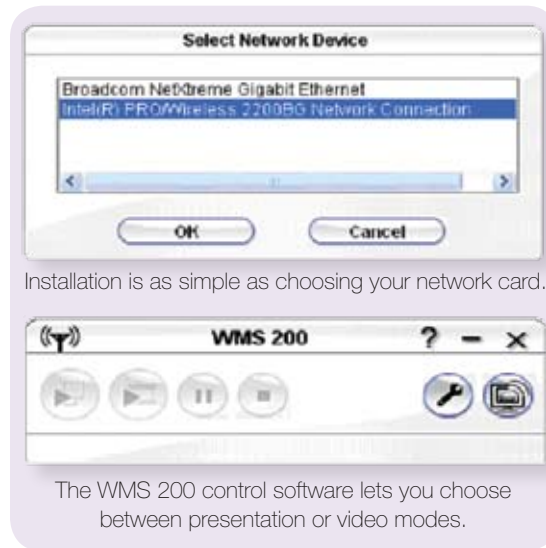 Select Network Device
Broadcom NetXtreme Gigabit Ethernet
Intel(R) PRO/Wireless 2200BG Network Connection
OK
Cancel
Installation is as simple as choosing your network card.
WMS 200
? − ×
The WMS 200 control software lets you choose
between presentation or video modes.